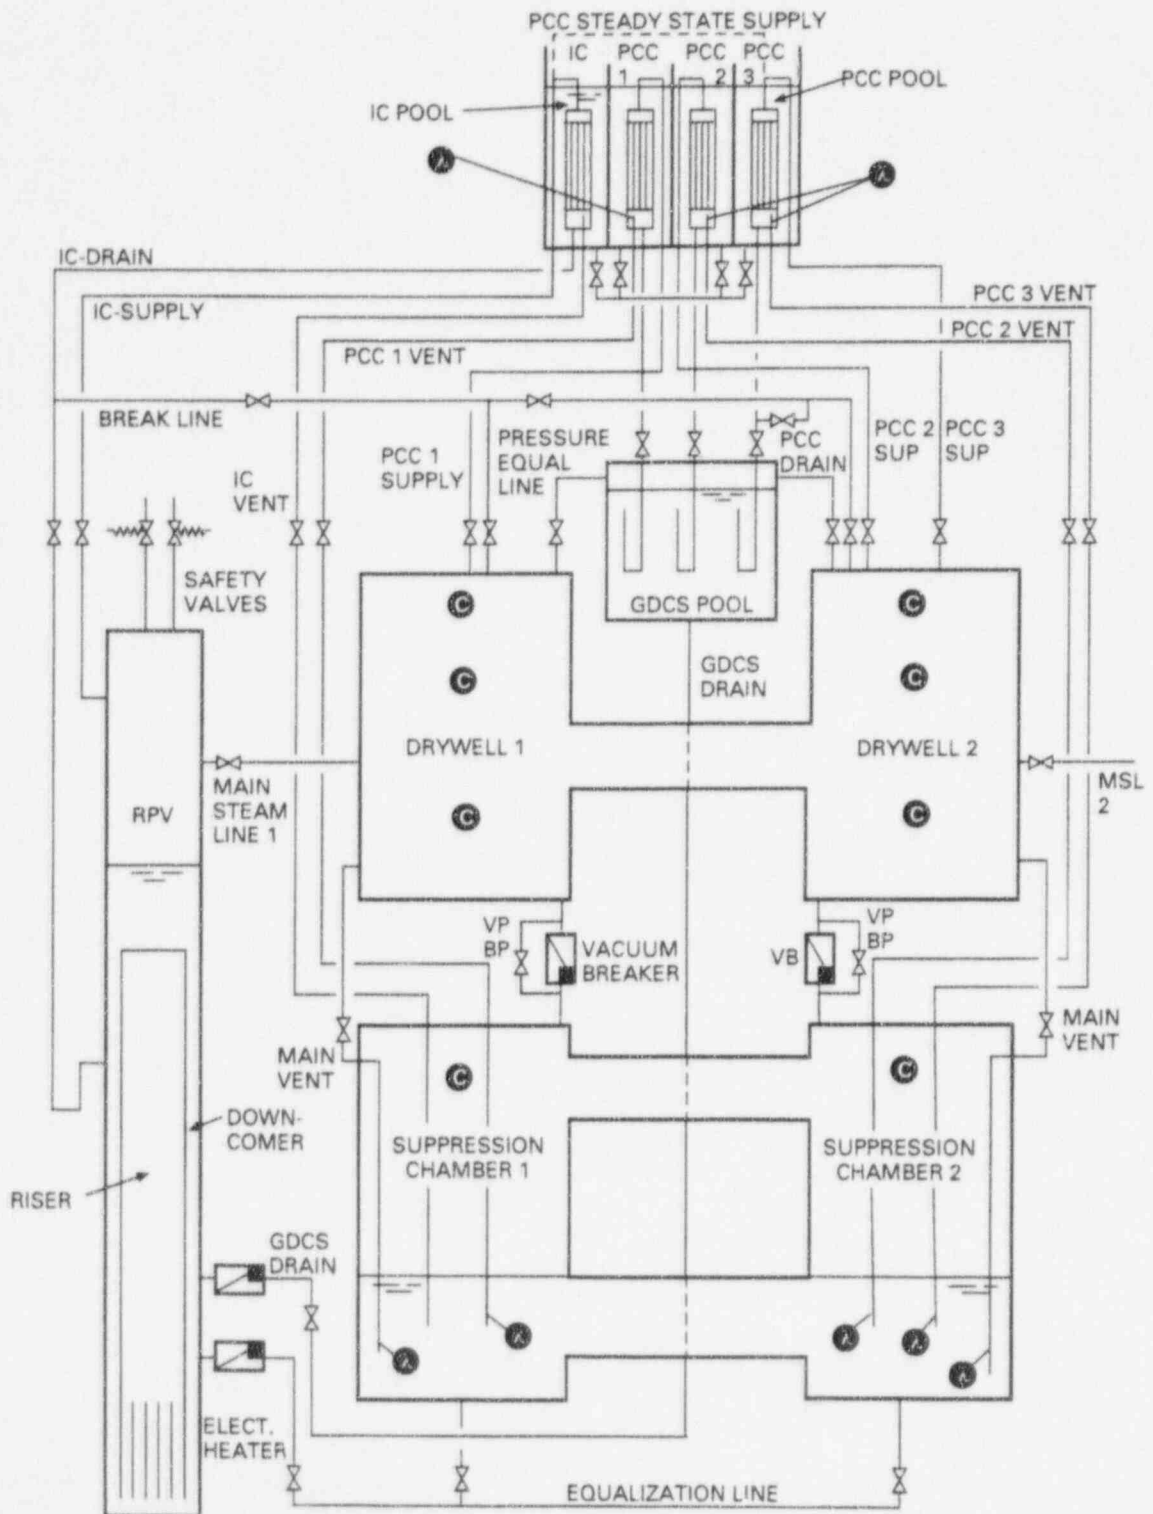 PCC STEADY STATE SUPPLY
IC
PCC
1
PCC
2
PCC
3
IC POOL
PCC POOL
λ
λ
IC-DRAIN
IC-SUPPLY
PCC 3 VENT
PCC 1 VENT
PCC 2 VENT
BREAK LINE
IC
VENT
PCC 1
SUPPLY
PRESSURE
EQUAL
LINE
PCC
DRAIN
PCC 2
SUP
PCC 3
SUP
SAFETY
VALVES
GDCS POOL
C
C
C
C
C
C
GDCS
DRAIN
DRYWELL 1
DRYWELL 2
RPV
MAIN
STEAM
LINE 1
MSL
2
VP
BP
VACUUM
BREAKER
VB
VP
BP
MAIN
VENT
MAIN
VENT
C
C
DOWN-
COMER
SUPPRESSION
CHAMBER 1
SUPPRESSION
CHAMBER 2
RISER
GDCS
DRAIN
λ
λ
λ
λ
λ
ELECT.
HEATER
EQUALIZATION LINE